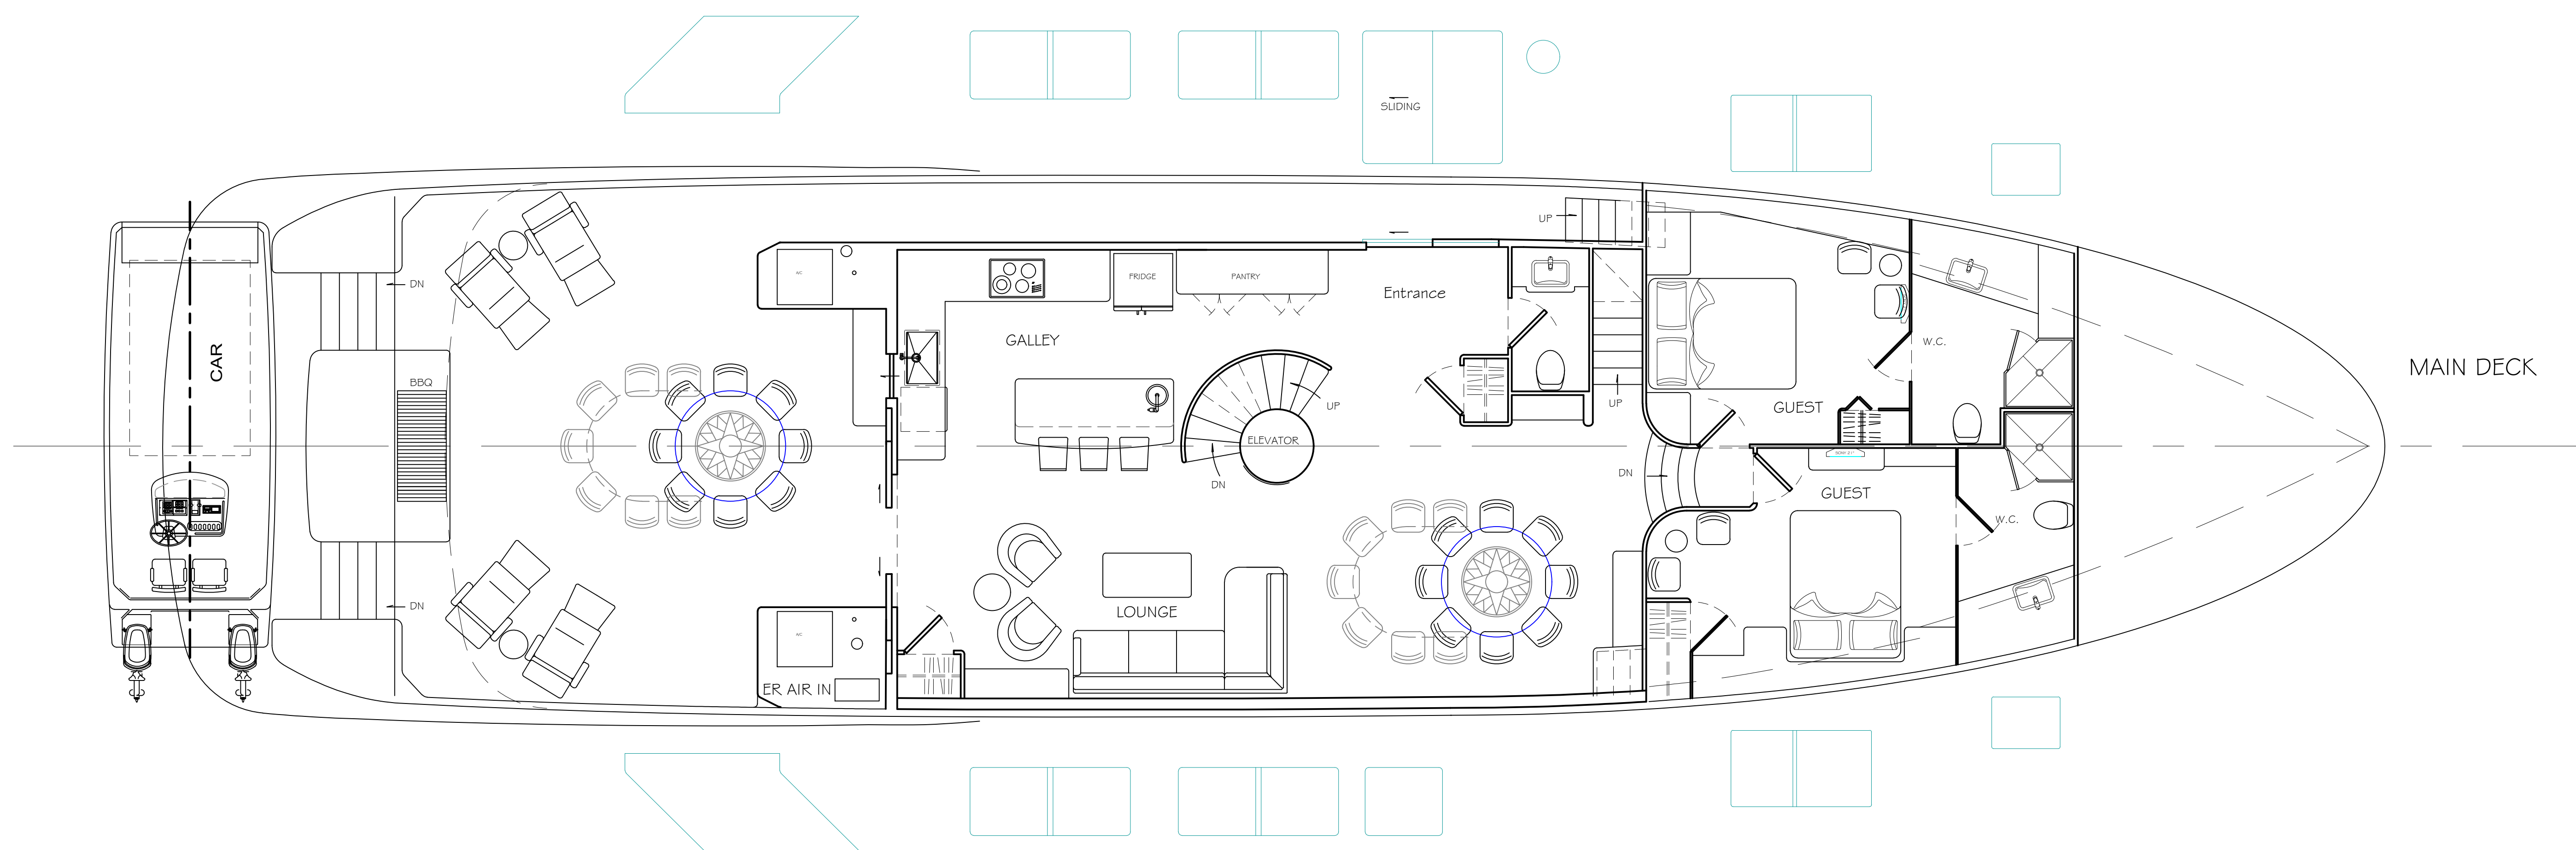 SLIDING
UP
DN
A/C
FRIDGE
PANTRY
Entrance
GALLEY
W.C.
CAR
MAIN DECK
BBQ
UP
UP
GUEST
ELEVATOR
DN
DN
GUEST
W.C.
DN
LOUNGE
A/C
ER AIR IN